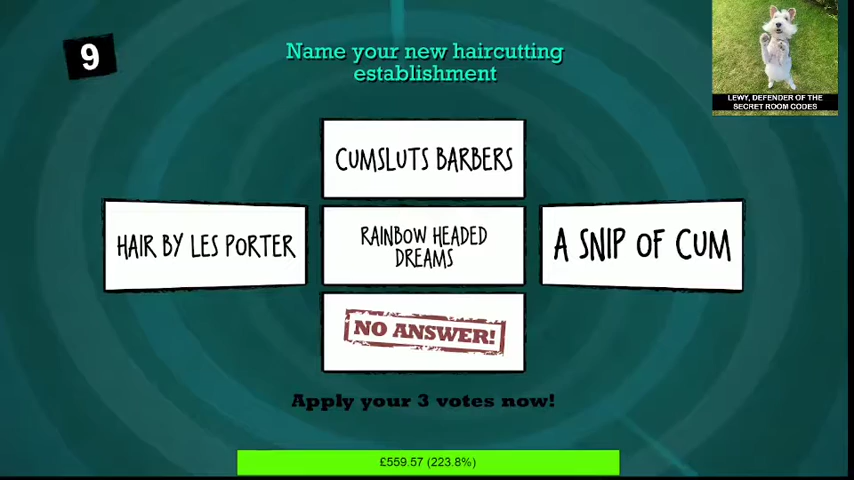 9
Name your new haircutting
establishment
LEWY, DEFENDER OF THE
SECRET ROOM CODES
CUMSLUTS BARBERS
HAIR BY LES PORTER
RAINBOW HEADED
DREAMS
A SNIP OF CUM
NO ANSWER!
Apply your 3 votes now!
£559.57 (223.8%)